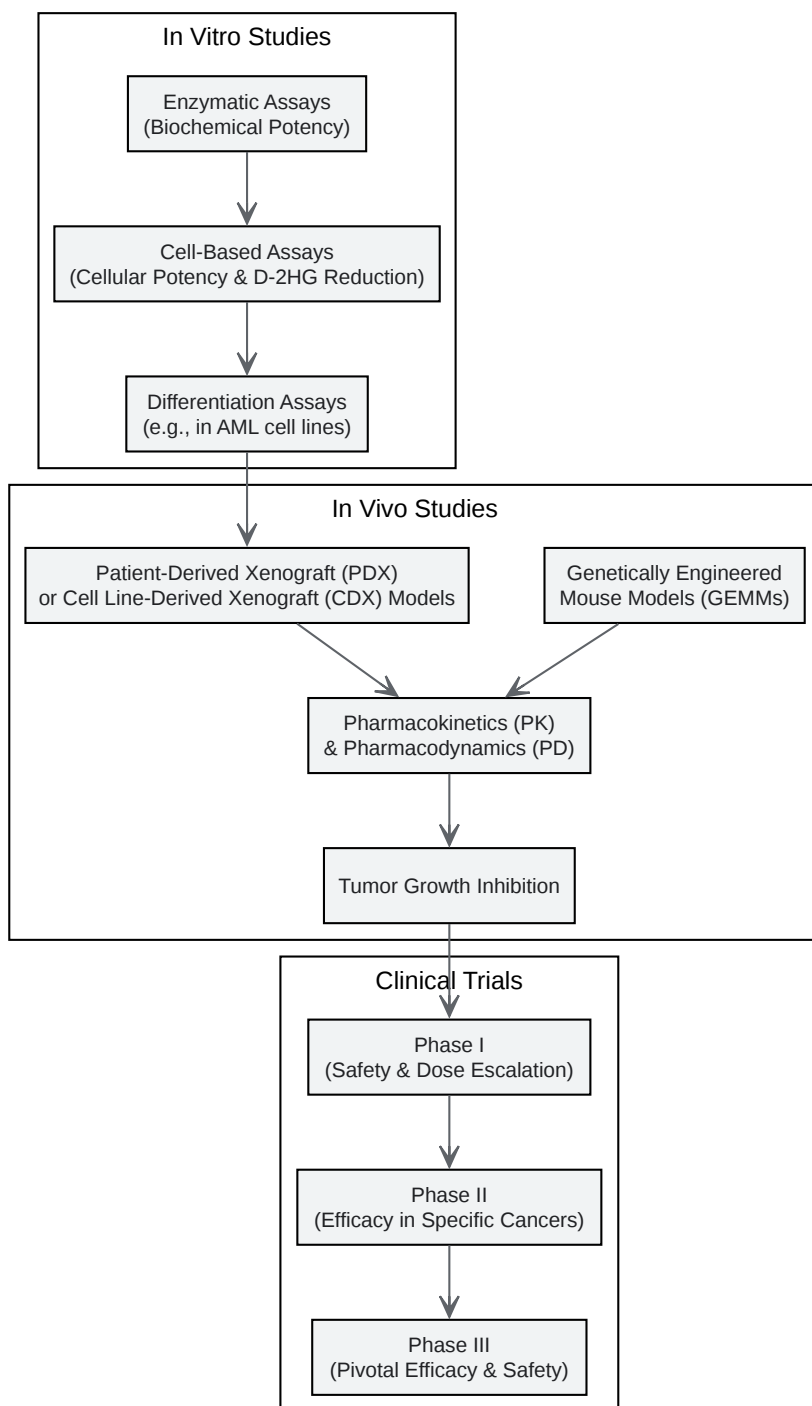 In Vitro Studies
Enzymatic Assays
(Biochemical Potency)
Cell-Based Assays
(Cellular Potency & D-2HG Reduction)
Differentiation Assays
(e.g., in AML cell lines)
In Vivo Studies
Patient-Derived Xenograft (PDX)
or Cell Line-Derived Xenograft (CDX) Models
Genetically Engineered
Mouse Models (GEMMs)
Pharmacokinetics (PK)
& Pharmacodynamics (PD)
Tumor Growth Inhibition
Clinical Trials
Phase I
(Safety & Dose Escalation)
Phase II
(Efficacy in Specific Cancers)
Phase III
(Pivotal Efficacy & Safety)